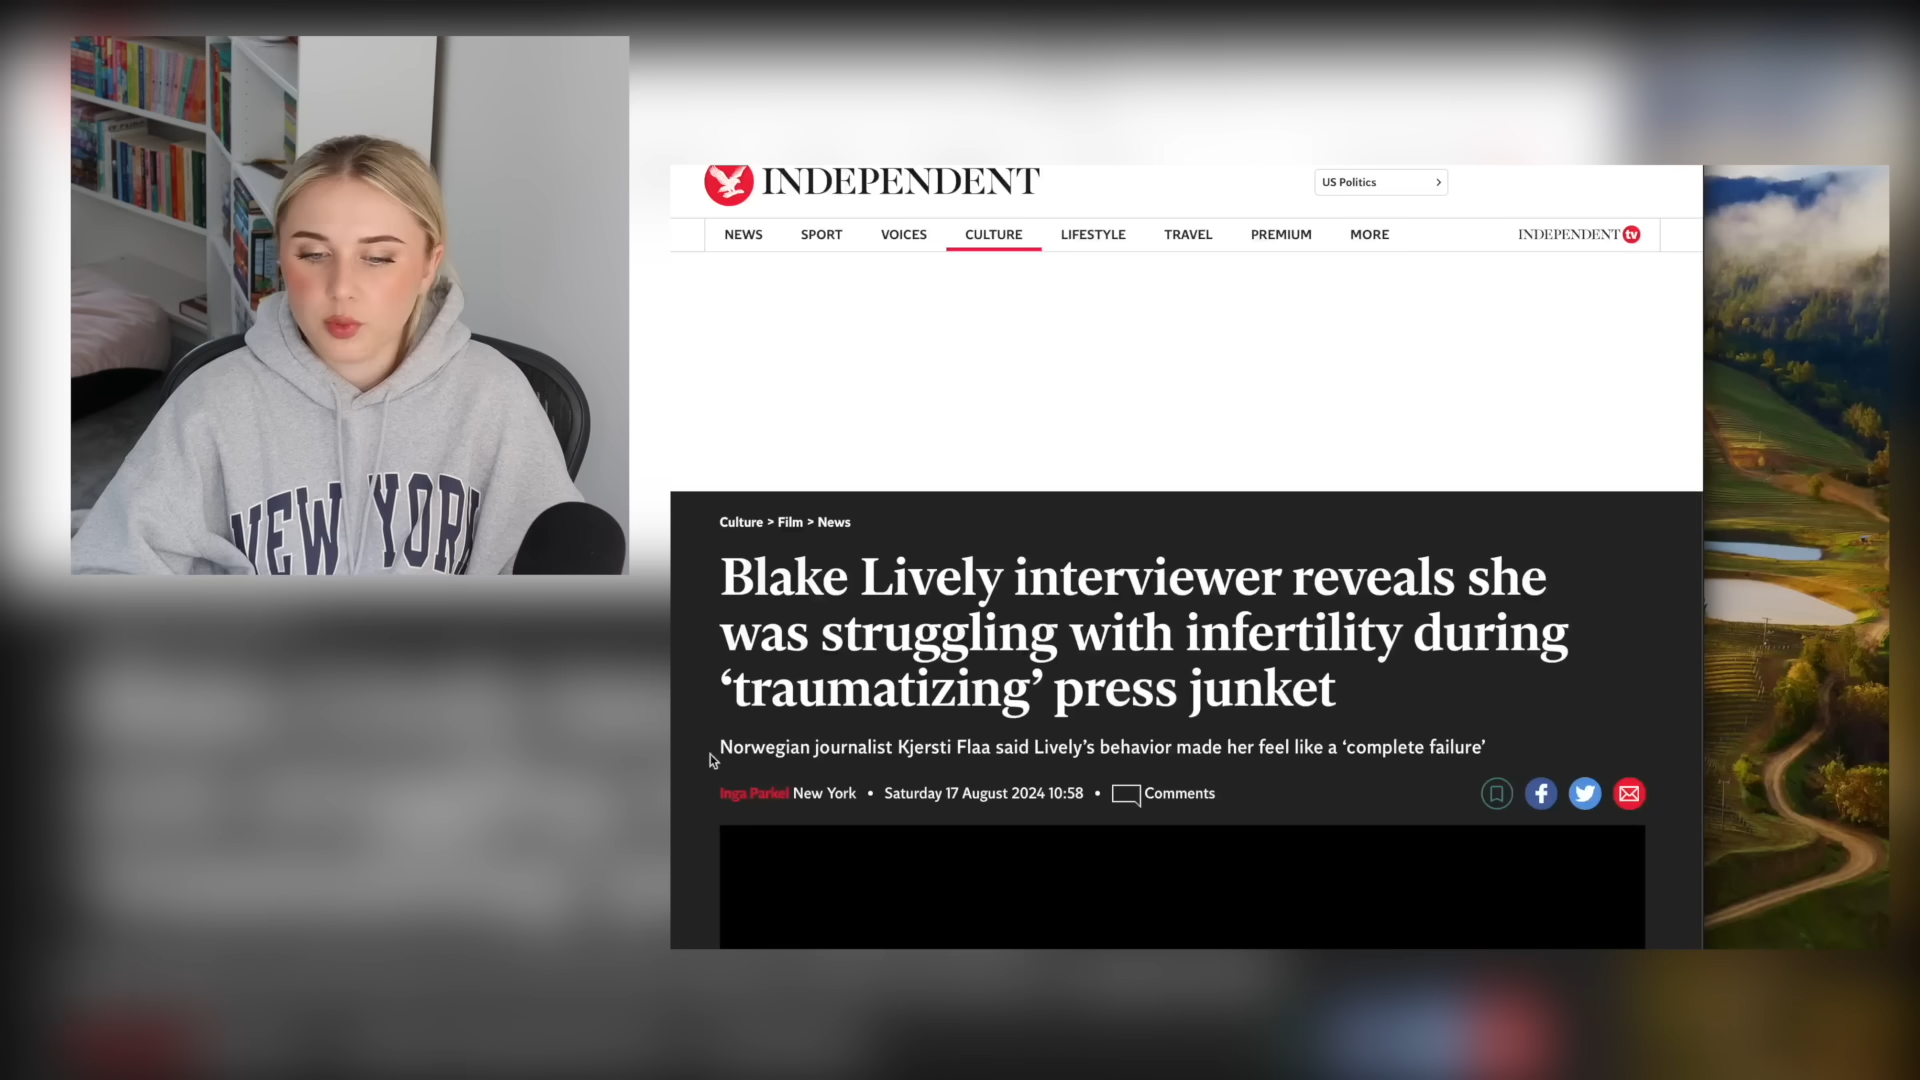 NEW YORK
INDEPENDENT
US Politics
NEWS SPORT VOICES CULTURE LIFESTYLE TRAVEL PREMIUM MORE INDEPENDENT tv
Culture > Film > News
Blake Lively interviewer reveals she
was struggling with infertility during
‘traumatizing’ press junket
Norwegian journalist Kjersti Flaa said Lively’s behavior made her feel like a ‘complete failure’
Inga Parkel New York • Saturday 17 August 2024 10:58 • Comments